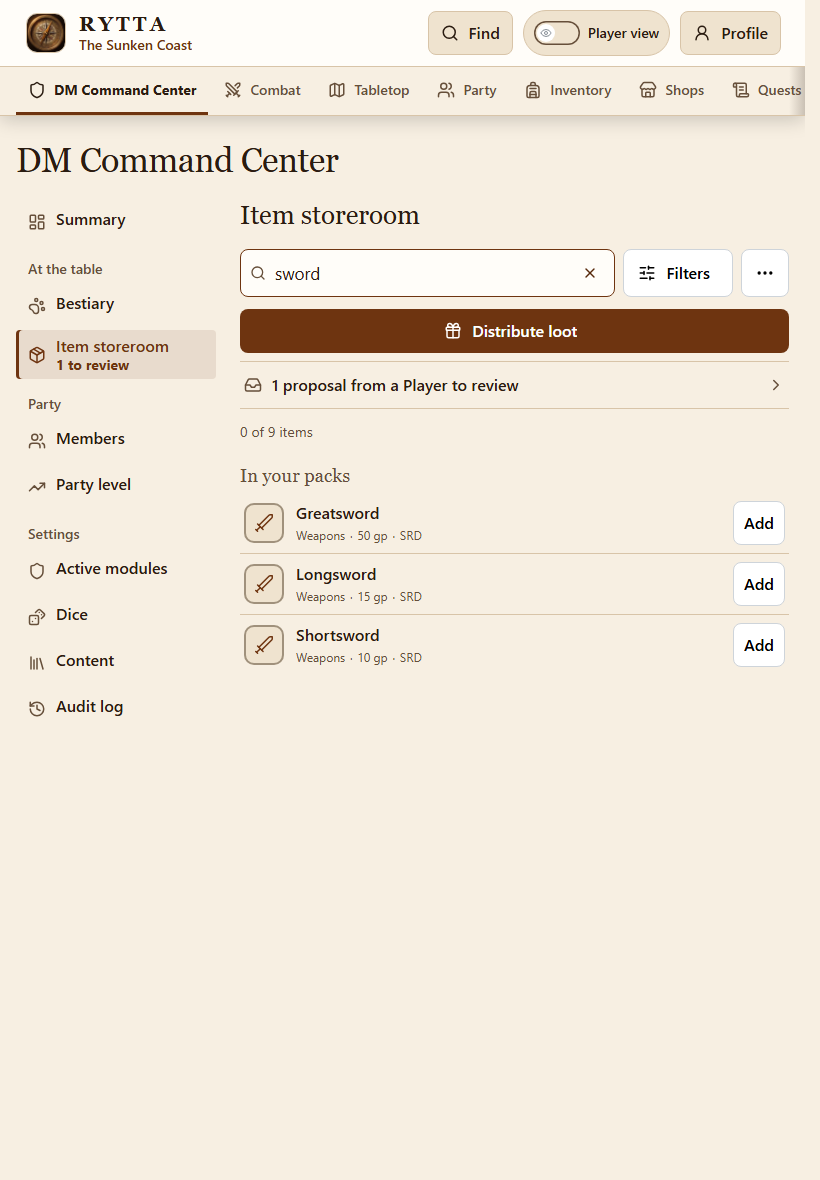 RYTTA
The Sunken Coast
Find
Player view
Profile
DM Command Center
Combat
Tabletop
Party
Inventory
Shops
Quests
DM Command Center
Summary
At the table
Bestiary
Item storeroom
1 to review
Party
Members
Party level
Settings
Active modules
Dice
Content
Audit log
Item storeroom
sword
Filters
Distribute loot
1 proposal from a Player to review
0 of 9 items
In your packs
Greatsword
Weapons · 50 gp · SRD
Add
Longsword
Weapons · 15 gp · SRD
Add
Shortsword
Weapons · 10 gp · SRD
Add